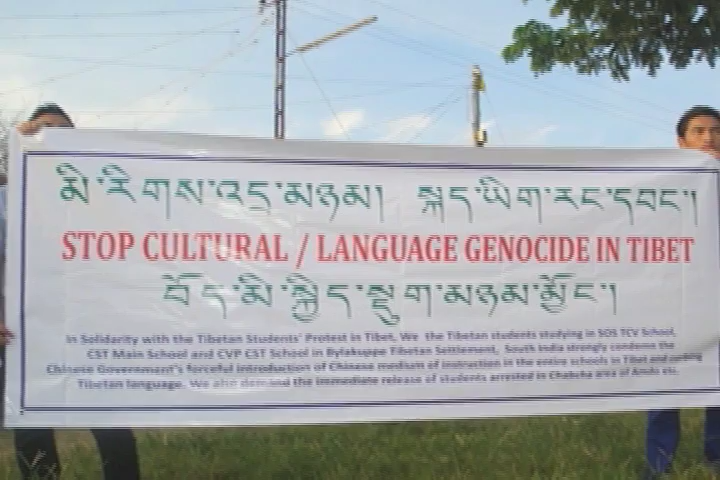 མི་རིགས་འདྲ་མཉམ། སྐད་ཡིག་རང་དབང་།
STOP CULTURAL / LANGUAGE GENOCIDE IN TIBET
བོད་མི་སྐྱིད་སྡུག་མཉམ་མྱོང་།
In Solidarity with the Tibetan Students' Protest in Tibet, We the Tibetan students studying in SOS TCV School,
CST Main School and CVP CST School in Bylakuppe Tibetan Settlement, South India strongly condemn the
Chinese Government's forceful introduction of Chinese medium of instruction in the entire schools in Tibet and ending
Tibetan language. We also demand the immediate release of students arrested in Chabcha area of Amdo etc.